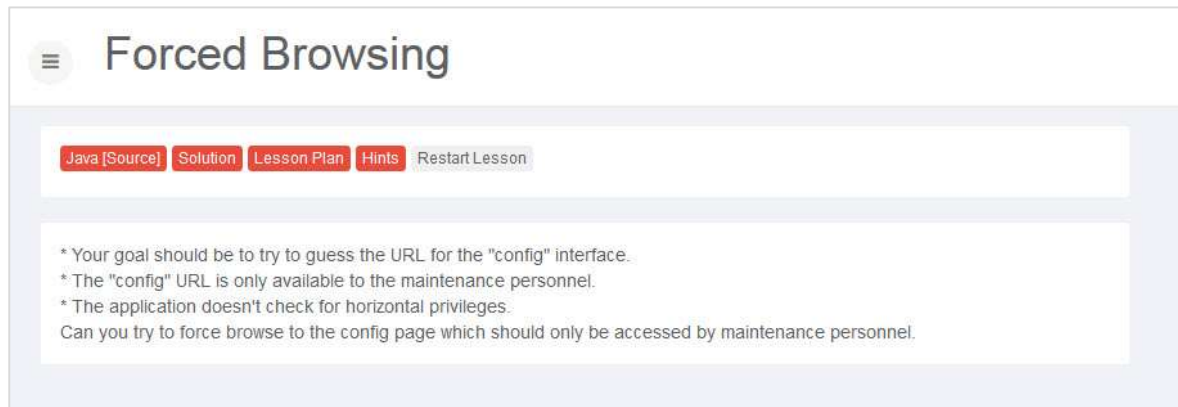 Forced Browsing
Java [Source] Solution Lesson Plan Hints Restart Lesson
* Your goal should be to try to guess the URL for the "config" interface.
* The "config" URL is only available to the maintenance personnel.
* The application doesn't check for horizontal privileges.
Can you try to force browse to the config page which should only be accessed by maintenance personnel.